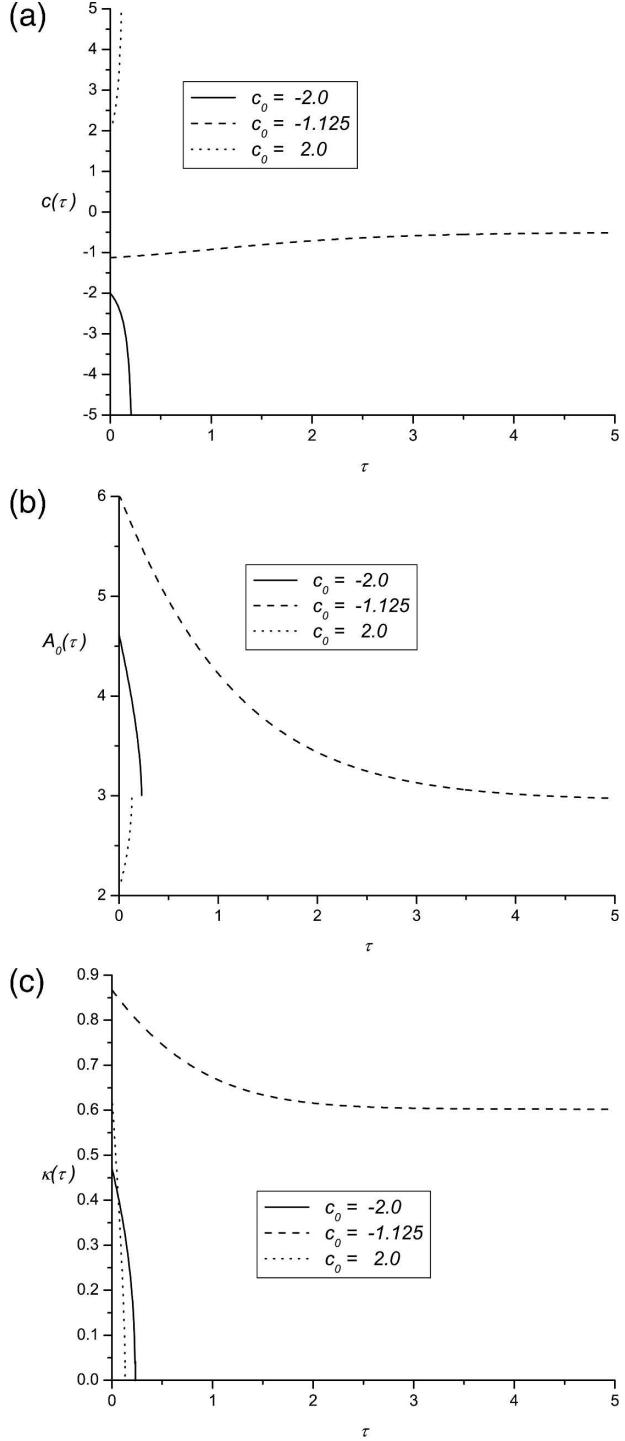 (a)
5
4
3
2
1
0
-1
-2
-3
-4
-5
c(τ)
c₀ = -2.0
c₀ = -1.125
c₀ = 2.0
0 1 2 3 4 5
τ
(b)
6
5
4
3
2
A₀(τ)
c₀ = -2.0
c₀ = -1.125
c₀ = 2.0
0 1 2 3 4 5
τ
(c)
0.9
0.8
0.7
0.6
0.5
0.4
0.3
0.2
0.1
0.0
κ(τ)
c₀ = -2.0
c₀ = -1.125
c₀ = 2.0
0 1 2 3 4 5
τ